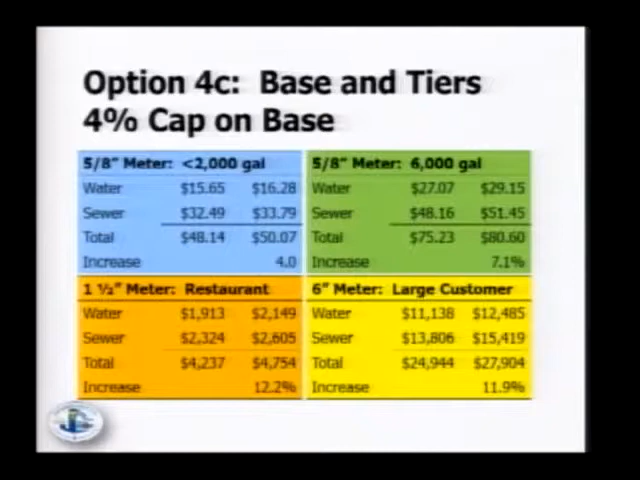 Option 4c: Base and Tiers
4% Cap on Base
5/8" Meter: <2,000 gal
Water $15.65 $16.28
Sewer $32.49 $33.79
Total $48.14 $50.07
Increase 4.0
5/8" Meter: 6,000 gal
Water $27.07 $29.15
Sewer $48.16 $51.45
Total $75.23 $80.60
Increase 7.1%
1 ½" Meter: Restaurant
Water $1,913 $2,149
Sewer $2,324 $2,605
Total $4,237 $4,754
Increase 12.2%
6" Meter: Large Customer
Water $11,138 $12,485
Sewer $13,806 $15,419
Total $24,944 $27,904
Increase 11.9%